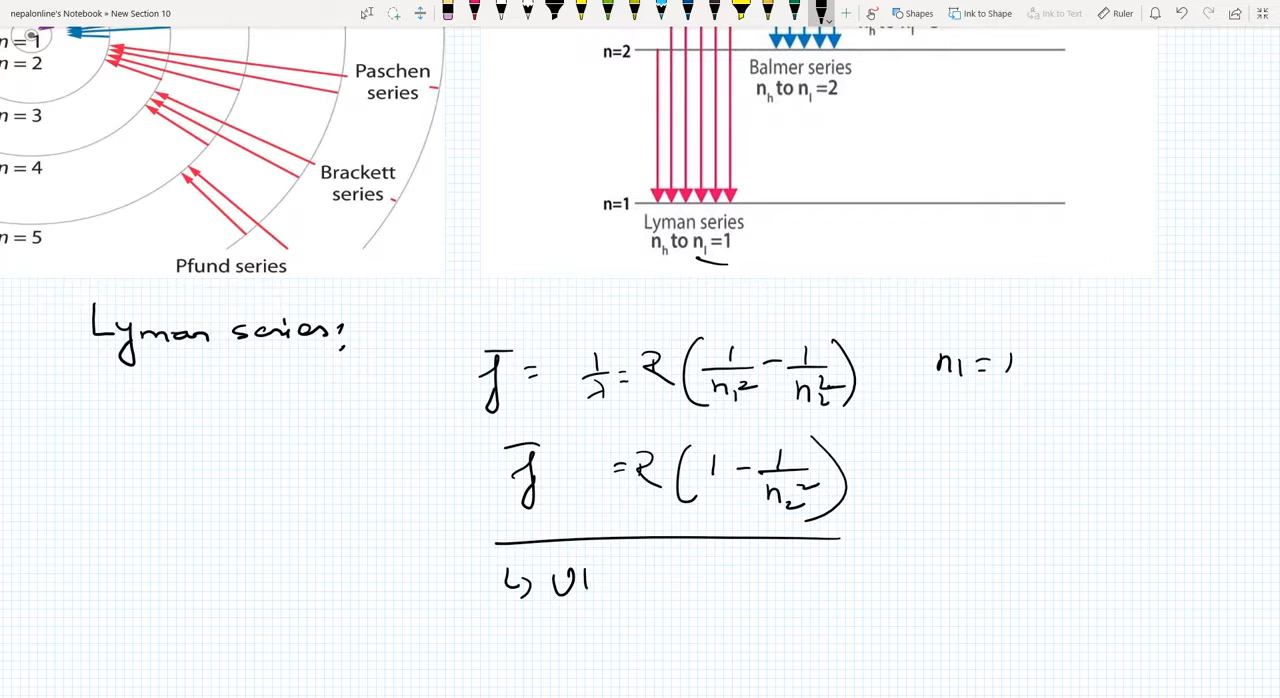 nepalonline's Notebook » New Section 10
Shapes
Ink to Shape
Ink to Text
Ruler
n = 1
n = 2
n = 3
n = 4
n = 5
Paschen
series
Brackett
series
Pfund series
n=2
Balmer series
nₕ to nₗ =2
n=1
Lyman series
nₕ to nₗ =1
Lyman series:
f̅ = 1/λ = R(1/n₁² - 1/n₂²) n₁ = 1
f̅ = R(1 - 1/n₂²)
↳